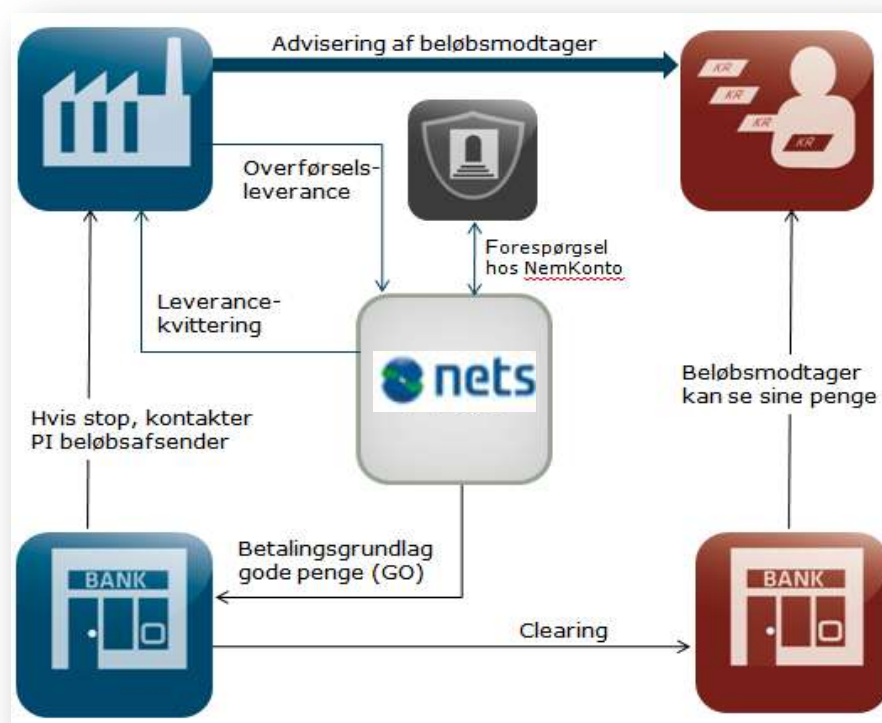 Advisering af beløbsmodtager
KR
KR
KR
KR
Overførsels-
leverance
Forespørgsel
hos NemKonto
Leverance-
kvittering
nets
Beløbsmodtager
kan se sine penge
Hvis stop, kontakter
PI beløbsafsender
Betalingsgrundlag
gode penge (GO)
BANK
Clearing
BANK